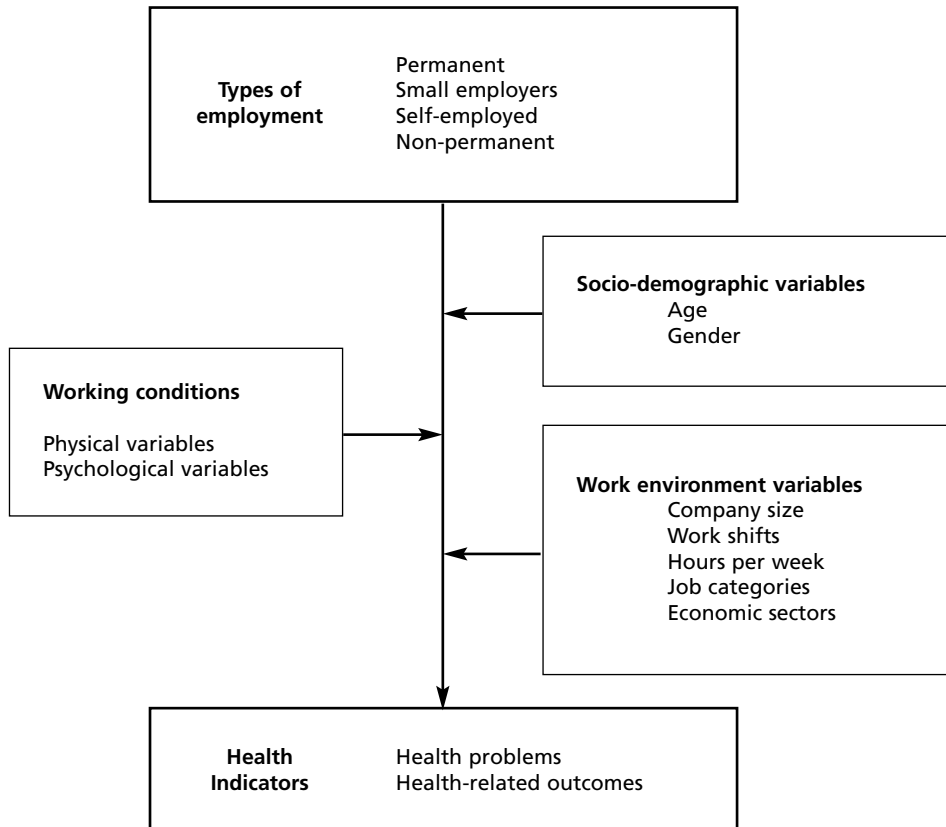 Types of
employment
Permanent
Small employers
Self-employed
Non-permanent
Socio-demographic variables
Age
Gender
Working conditions
Physical variables
Psychological variables
Work environment variables
Company size
Work shifts
Hours per week
Job categories
Economic sectors
Health
Indicators
Health problems
Health-related outcomes